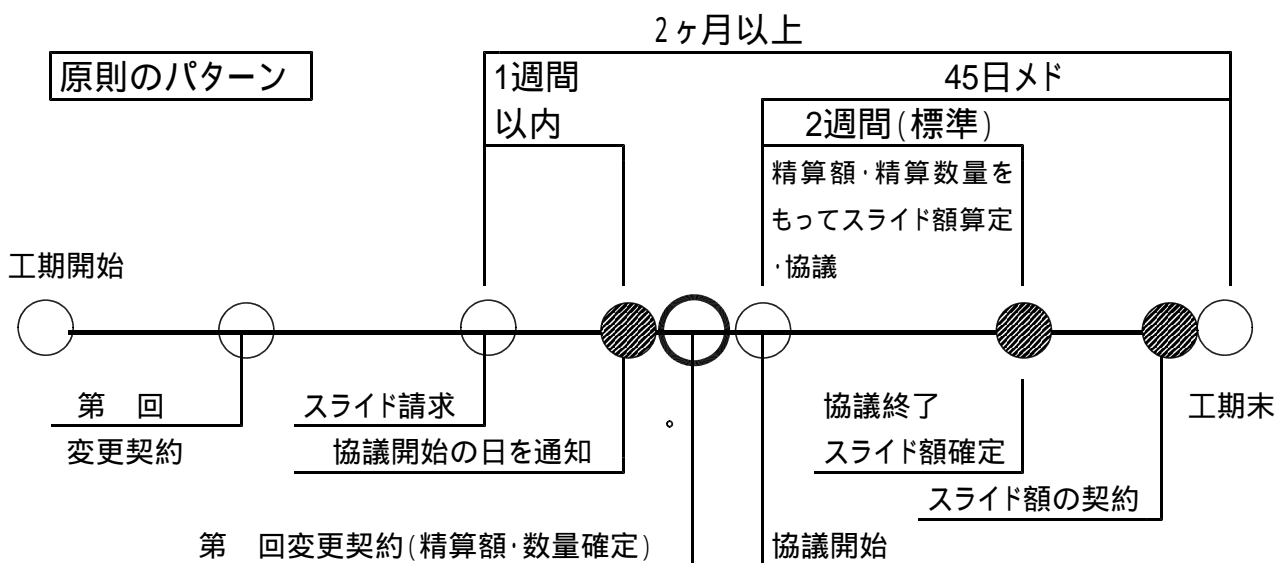 2ヶ月以上
原則のパターン
1週間
以内
45日メド
2週間(標準)
精算額・精算数量を
もってスライド額算定
・協議
工期開始
第　回
変更契約
スライド請求
協議開始の日を通知
。
協議終了
スライド額確定
工期末
スライド額の契約
第　回変更契約(精算額・数量確定)
協議開始